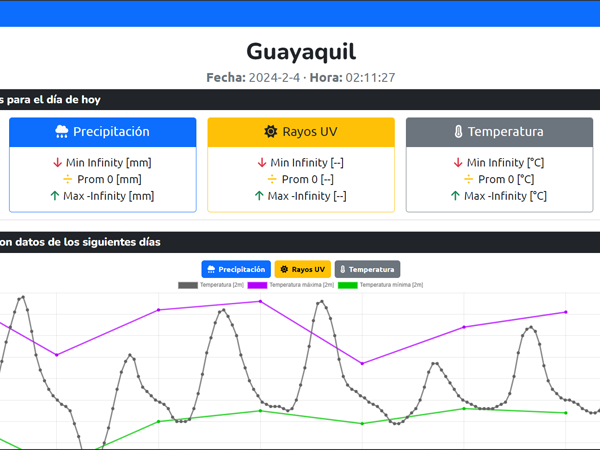 Guayaquil
Fecha: 2024-2-4 · Hora: 02:11:27
s para el día de hoy
Precipitación
Min Infinity [mm]
Prom 0 [mm]
Max -Infinity [mm]
Rayos UV
Min Infinity [--]
Prom 0 [--]
Max -Infinity [--]
Temperatura
Min Infinity [°C]
Prom 0 [°C]
Max -Infinity [°C]
on datos de los siguientes días
Precipitación Rayos UV Temperatura
Temperatura [2m] Temperatura máxima [2m] Temperatura mínima [2m]